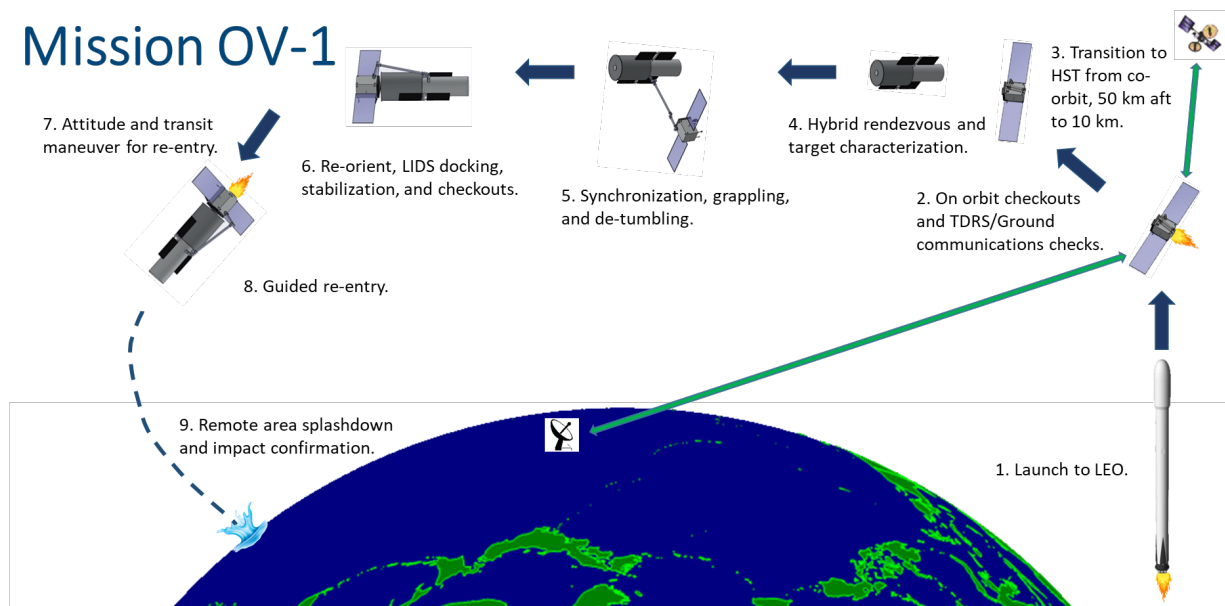 Mission OV-1
1. Launch to LEO.
2. On orbit checkouts
and TDRS/Ground
communications checks.
3. Transition to
HST from co-
orbit, 50 km aft
to 10 km.
4. Hybrid rendezvous and
target characterization.
5. Synchronization, grappling,
and de-tumbling.
6. Re-orient, LIDS docking,
stabilization, and checkouts.
7. Attitude and transit
maneuver for re-entry.
8. Guided re-entry.
9. Remote area splashdown
and impact confirmation.